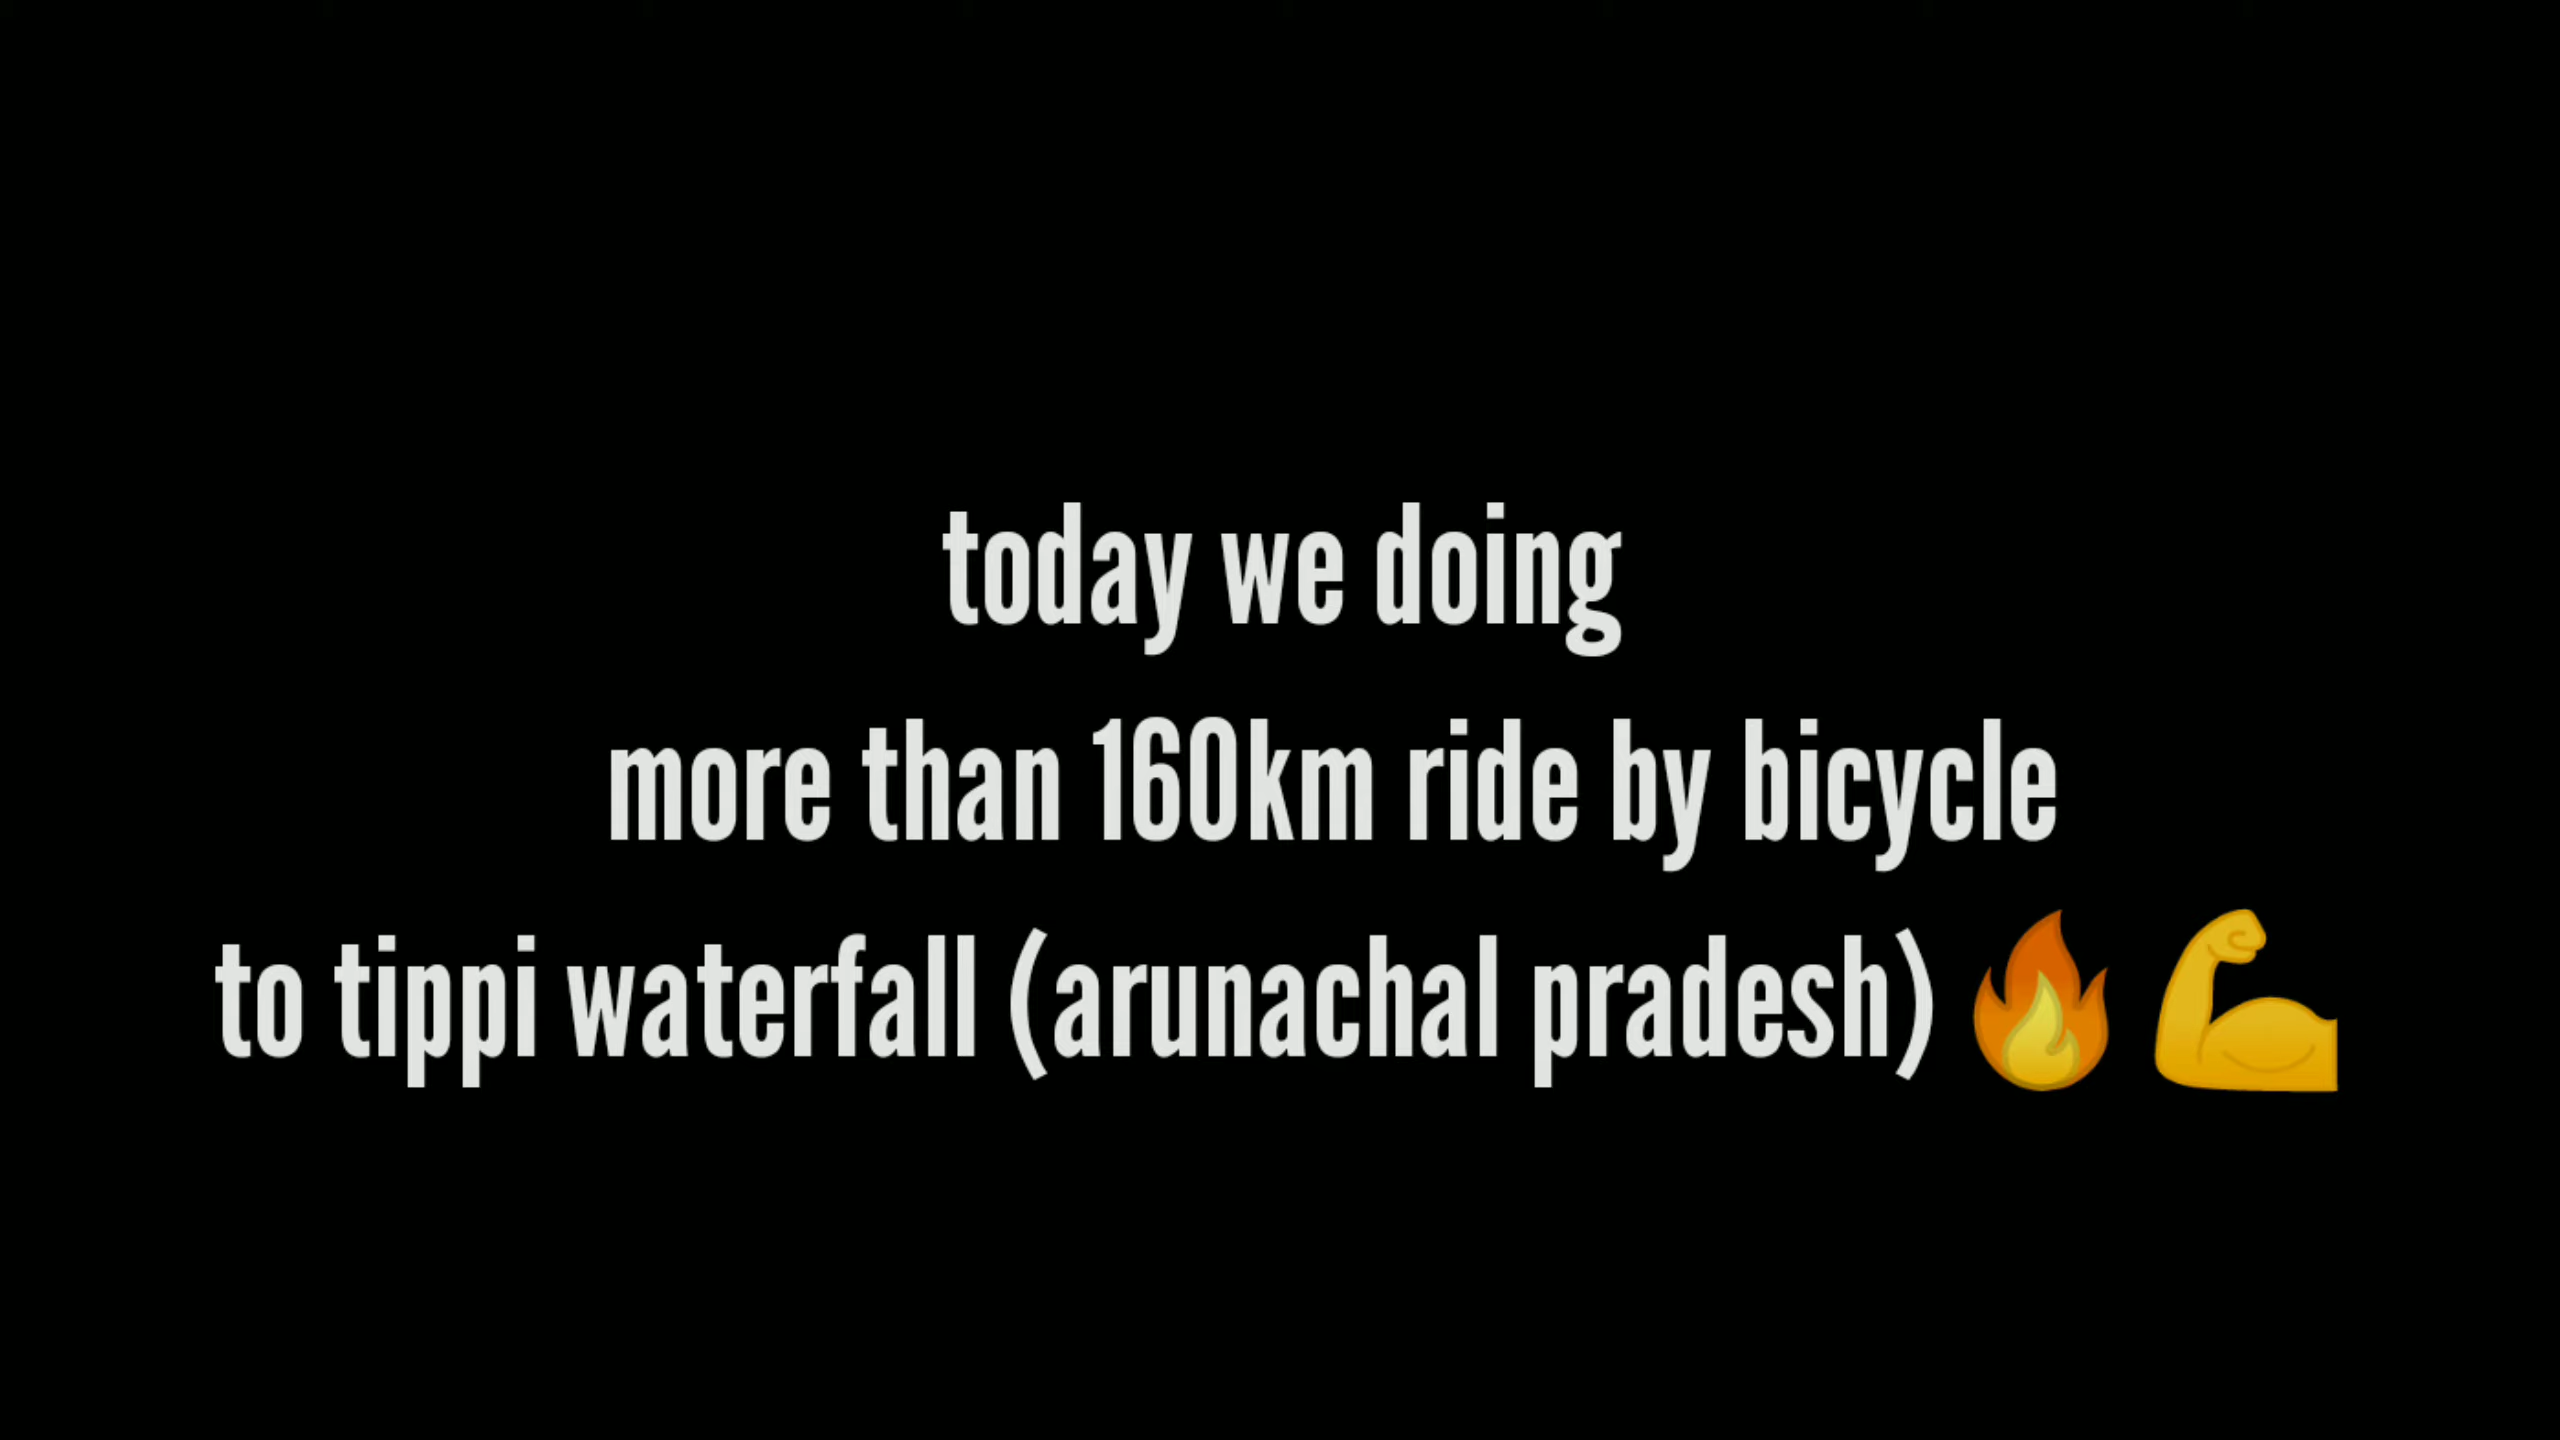 today we doing
more than 160km ride by bicycle
to tippi waterfall (arunachal pradesh)🔥💪